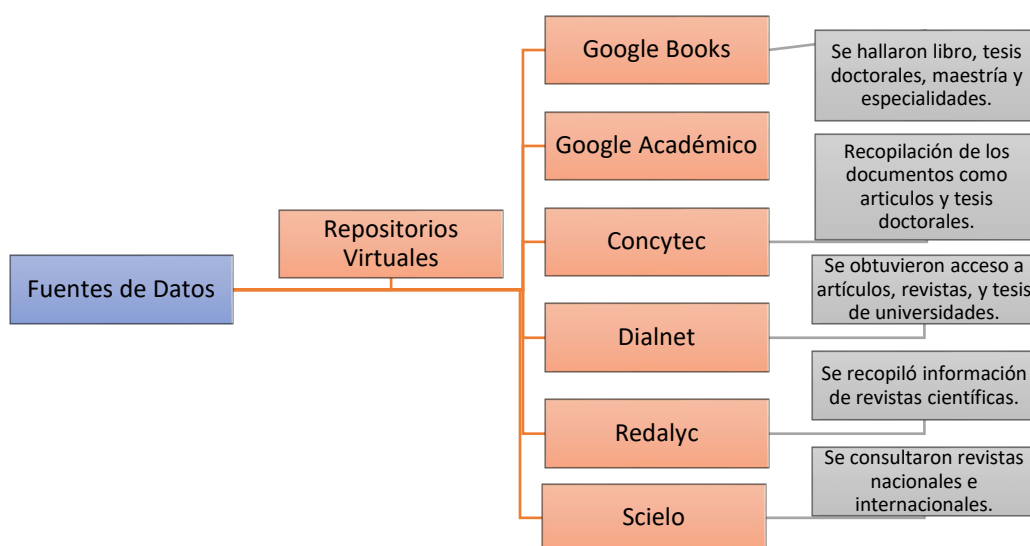 Fuentes de Datos
Repositorios
Virtuales
Google Books
Se hallaron libro, tesis
doctorales, maestría y
especialidades.
Google Académico
Concytec
Recopilación de los
documentos como
articulos y tesis
doctorales.
Dialnet
Se obtuvieron acceso a
artículos, revistas, y tesis
de universidades.
Redalyc
Se recopiló información
de revistas científicas.
Scielo
Se consultaron revistas
nacionales e
internacionales.